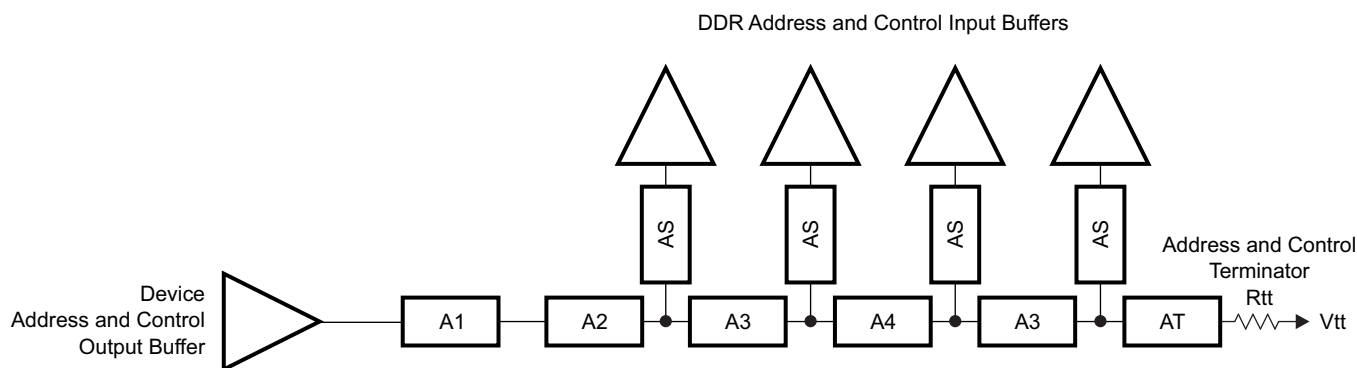 DDR Address and Control Input Buffers
AS
AS
AS
AS
Address and Control
Terminator
Rtt
Device
Address and Control
Output Buffer
A1
A2
A3
A4
A3
AT
Vtt